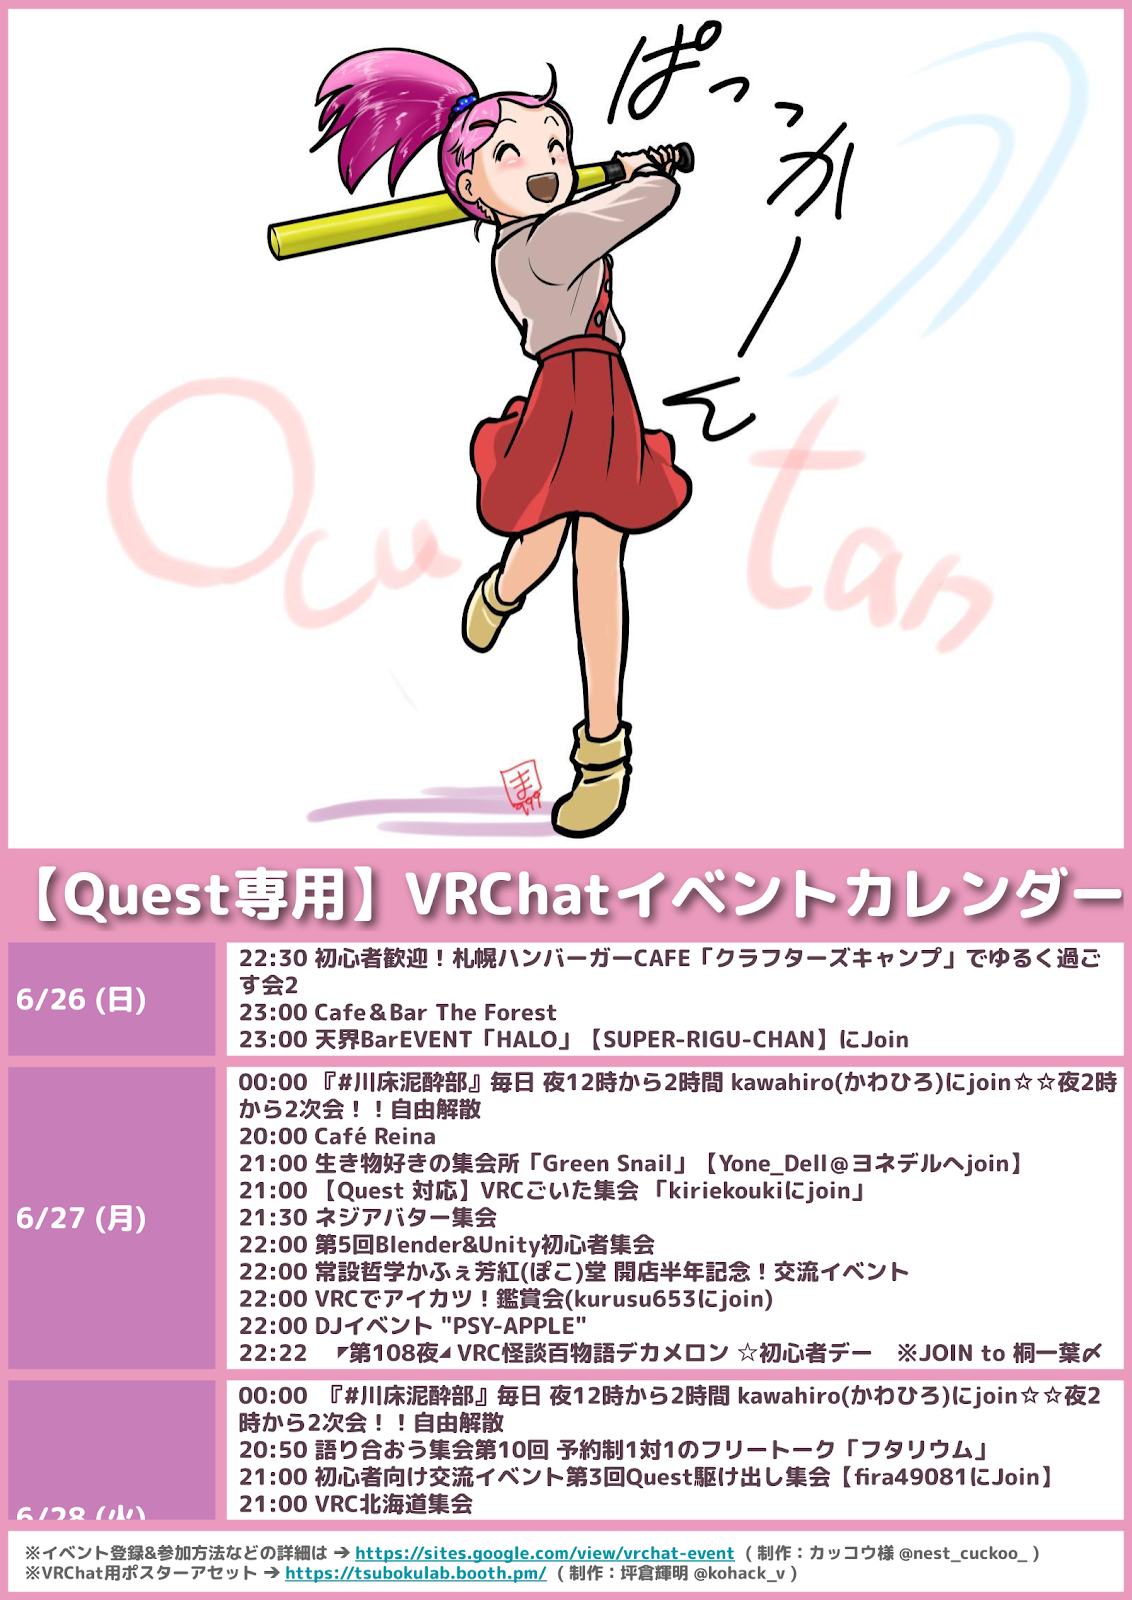 ぱっっかーん
Ocu tan
ま
999
【Quest専用】VRChatイベントカレンダー
6/26 (日)
22:30 初心者歓迎！札幌ハンバーガーCAFE「クラフターズキャンプ」でゆるく過ご
す会2
23:00 Cafe＆Bar The Forest
23:00 天界BarEVENT「HALO」【SUPER-RIGU-CHAN】にJoin
6/27 (月)
00:00 『#川床泥酔部』毎日 夜12時から2時間 kawahiro(かわひろ)にjoin☆☆夜2時
から2次会！！自由解散
20:00 Café Reina
21:00 生き物好きの集会所「Green Snail」【Yone_Dell＠ヨネデルへjoin】
21:00 【Quest 対応】VRCごいた集会 「kiriekoukiにjoin」
21:30 ネジアバター集会
22:00 第5回Blender&Unity初心者集会
22:00 常設哲学かふぇ芳紅(ぽこ)堂 開店半年記念！交流イベント
22:00 VRCでアイカツ！鑑賞会(kurusu653にjoin)
22:00 DJイベント "PSY-APPLE"
22:22 ◤第108夜◢ VRC怪談百物語デカメロン ☆初心者デー ※JOIN to 桐一葉〆
6/28 (火)
00:00 『#川床泥酔部』毎日 夜12時から2時間 kawahiro(かわひろ)にjoin☆☆夜2
時から2次会！！自由解散
20:50 語り合おう集会第10回 予約制1対1のフリートーク「フタリウム」
21:00 初心者向け交流イベント第3回Quest駆け出し集会【fira49081にJoin】
21:00 VRC北海道集会
※イベント登録&参加方法などの詳細は ➔ https://sites.google.com/view/vrchat-event ( 制作：カッコウ様 @nest_cuckoo_ )
※VRChat用ポスターアセット ➔ https://tsubokulab.booth.pm/ ( 制作：坪倉輝明 @kohack_v )